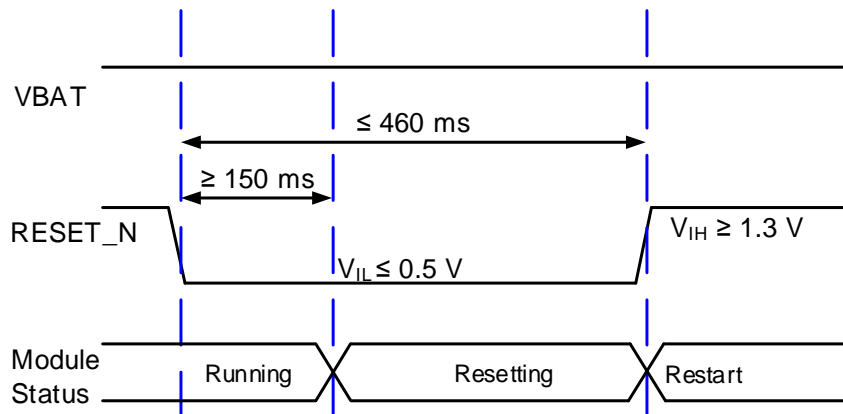 VBAT
≤ 460 ms
≥ 150 ms
RESET_N
VIH ≥ 1.3 V
VIL ≤ 0.5 V
Module
Status
Running
Resetting
Restart